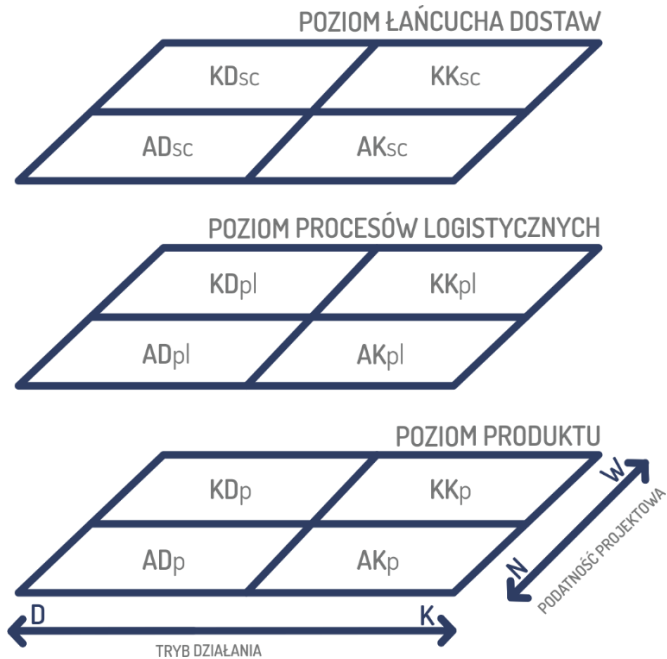 POZIOM ŁAŃCUCHA DOSTAW
KDsc KKsc
ADsc AKsc
POZIOM PROCESÓW LOGISTYCZNYCH
KDpl KKpl
ADpl AKpl
POZIOM PRODUKTU
KDp KKp
ADp AKp
W
N
PODATNOŚĆ PROJEKTOWA
D K
TRYB DZIAŁANIA